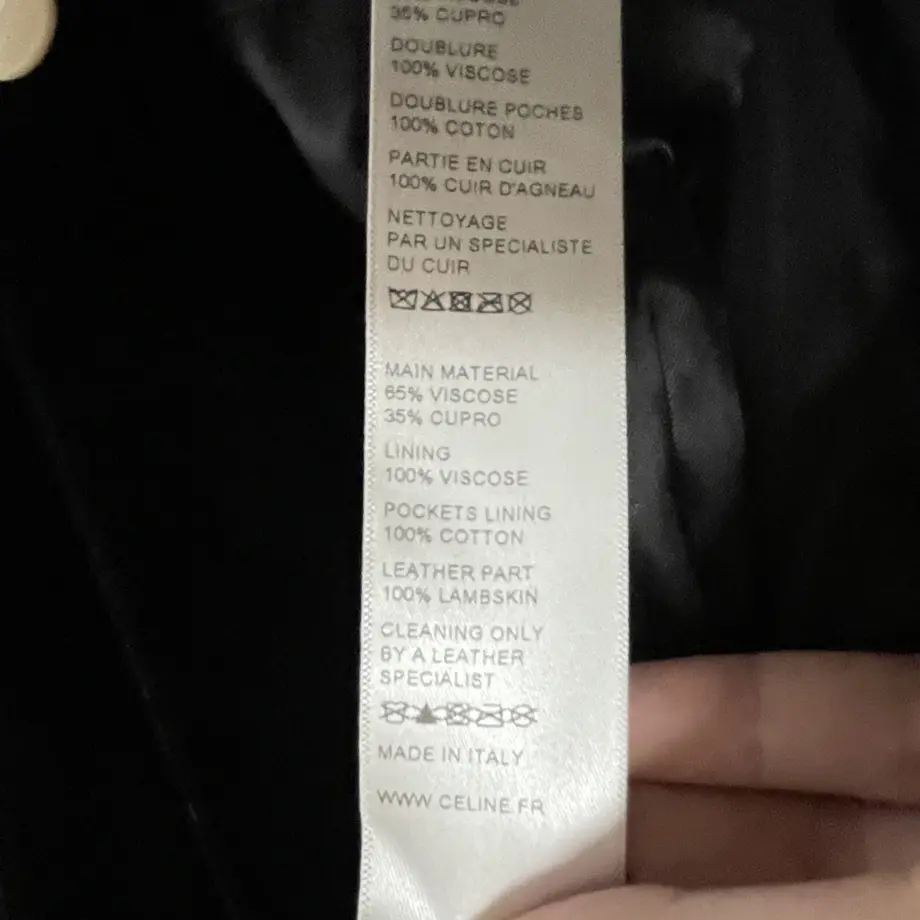 35% CUPRO
DOUBLURE
100% VISCOSE
DOUBLURE POCHES
100% COTON
PARTIE EN CUIR
100% CUIR D'AGNEAU
NETTOYAGE
PAR UN SPECIALISTE
DU CUIR
MAIN MATERIAL
65% VISCOSE
35% CUPRO
LINING
100% VISCOSE
POCKETS LINING
100% COTTON
LEATHER PART
100% LAMBSKIN
CLEANING ONLY
BY A LEATHER
SPECIALIST
MADE IN ITALY
WWW CELINE.FR